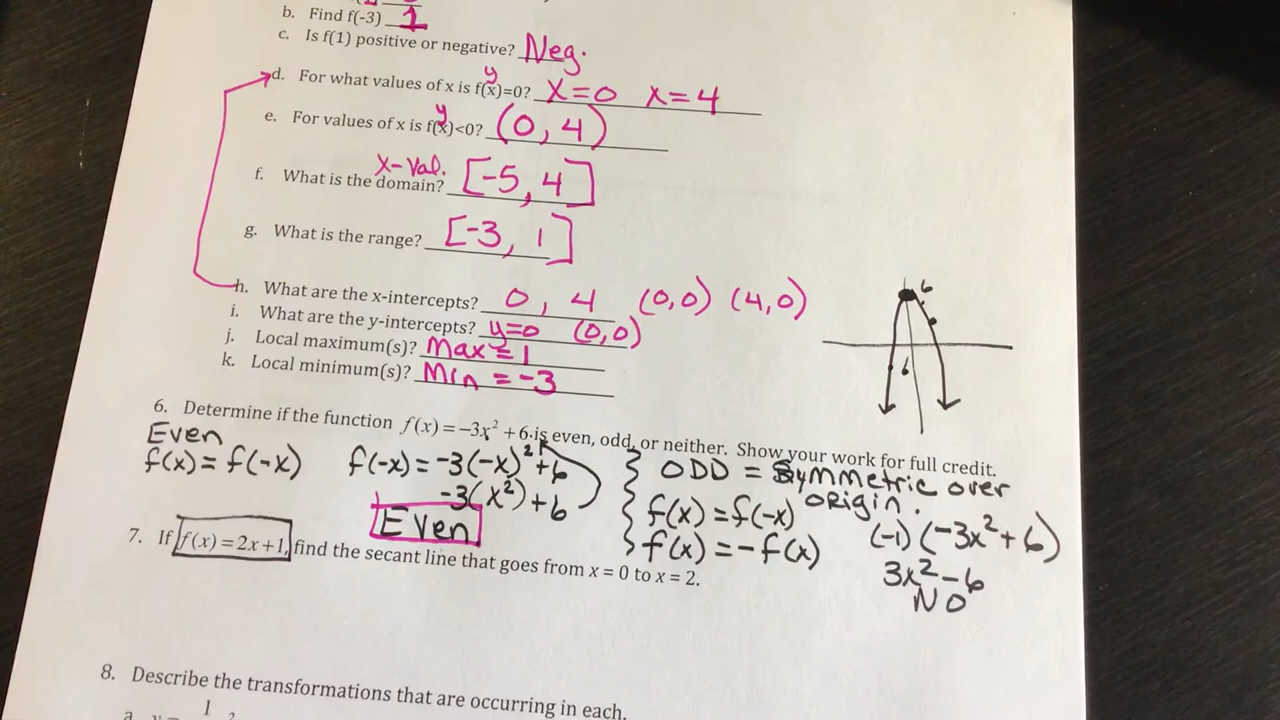 b. Find f(-3) 1
c. Is f(1) positive or negative? Neg.
d. For what values of x is f(x)=0? x=0 x=4
y
e. For values of x is f(x)<0? (0, 4)
y
f. What is the domain? [-5, 4]
x-val.
g. What is the range? [-3, 1]
h. What are the x-intercepts? 0, 4 (0,0) (4,0)
i. What are the y-intercepts? y=0 (0,0)
j. Local maximum(s)? Max = 1
k. Local minimum(s)? Min = -3
6
6. Determine if the function f(x) = -3x² + 6 is even, odd, or neither. Show your work for full credit.
Even
f(x) = f(-x)
f(-x) = -3(-x)² + 6
-3(x²) + 6
Even
ODD = Symmetric over
origin.
f(x) = f(-x)
f(x) = -f(x)
(-1)(-3x² + 6)
3x² - 6
NO
7. If f(x) = 2x+1, find the secant line that goes from x = 0 to x = 2.
8. Describe the transformations that are occurring in each.